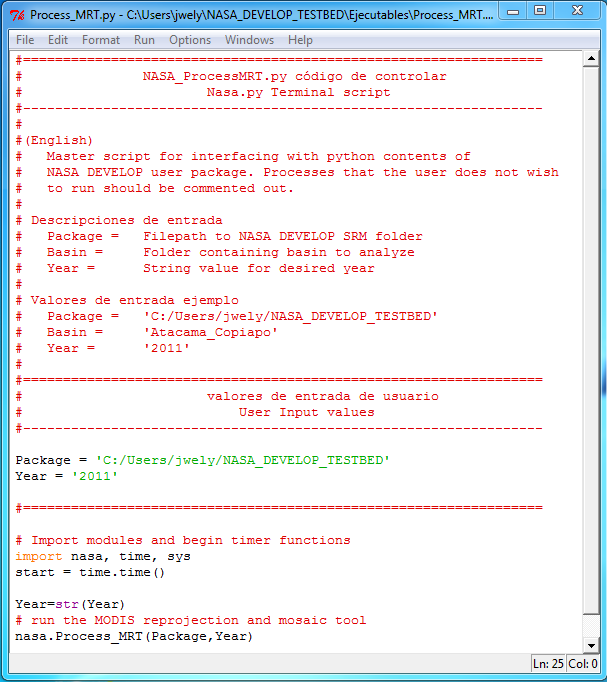 Process_MRT.py - C:\Users\jwely\NASA_DEVELOP_TESTBED\Ejecutables\Process_MRT....
File Edit Format Run Options Windows Help
#=================================================================
#               NASA_ProcessMRT.py código de controlar
#                       Nasa.py Terminal script
#-----------------------------------------------------------------
#
#(English)
#   Master script for interfacing with python contents of
#   NASA DEVELOP user package. Processes that the user does not wish
#   to run should be commented out.
#
# Descripciones de entrada
#   Package =   Filepath to NASA DEVELOP SRM folder
#   Basin =     Folder containing basin to analyze
#   Year =      String value for desired year
#
# Valores de entrada ejemplo
#   Package =   'C:/Users/jwely/NASA_DEVELOP_TESTBED'
#   Basin =     'Atacama_Copiapo'
#   Year =      '2011'
#
#=================================================================
#                       valores de entrada de usuario
#                           User Input values
#-----------------------------------------------------------------
Package = 'C:/Users/jwely/NASA_DEVELOP_TESTBED'
Year = '2011'
#=================================================================
# Import modules and begin timer functions
import nasa, time, sys
start = time.time()
Year=str(Year)
# run the MODIS reprojection and mosaic tool
nasa.Process_MRT(Package,Year)
Ln: 25 Col: 0